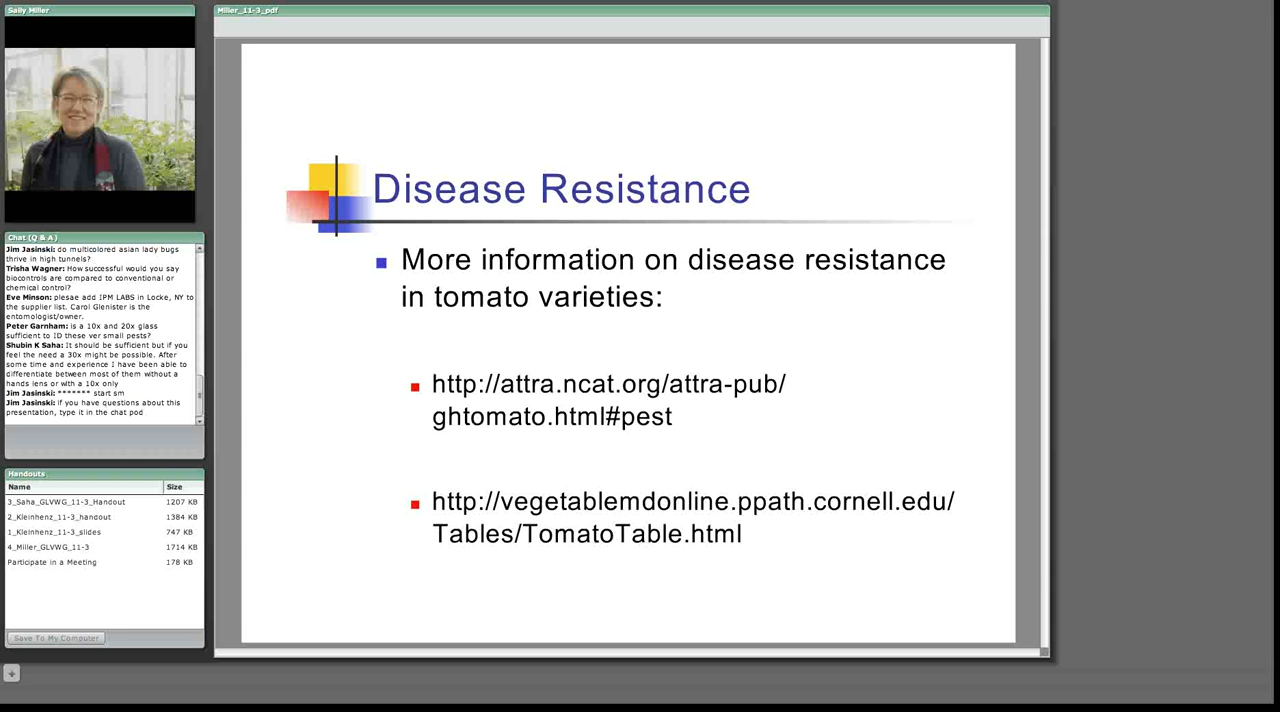 Sally Miller
Miller_11-3_pdf
Disease Resistance
More information on disease resistance
in tomato varieties:
http://attra.ncat.org/attra-pub/
ghtomato.html#pest
http://vegetablemdonline.ppath.cornell.edu/
Tables/TomatoTable.html
Chat (Q & A)
Jim Jasinski: do multicolored asian lady bugs
thrive in high tunnels?
Trisha Wagner: How successful would you say
biocontrols are compared to conventional or
chemical control?
Eve Minson: plesae add IPM LABS in Locke, NY to
the supplier list. Carol Glenister is the
entomologist/owner.
Peter Garnham: is a 10x and 20x glass
sufficient to ID these ver small pests?
Shubin K Saha: It should be sufficient but if you
feel the need a 30x might be possible. After
some time and experience I have been able to
differentiate between most of them without a
hands lens or with a 10x only
Jim Jasinski: ******* start sm
Jim Jasinski: if you have questions about this
presentation, type it in the chat pod
Handouts
Name Size
3_Saha_GLVWG_11-3_Handout 1207 KB
2_Kleinhenz_11-3_handout 1384 KB
1_Kleinhenz_11-3_slides 747 KB
4_Miller_GLVWG_11-3 1714 KB
Participate in a Meeting 178 KB
Save To My Computer